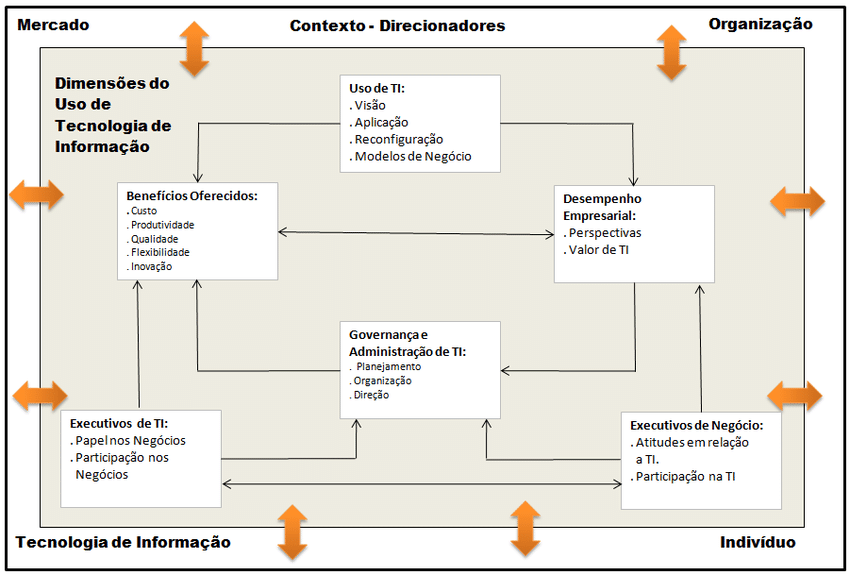 Mercado
Contexto - Direcionadores
Organização
Dimensões do
Uso de
Tecnologia de
Informação
Uso de TI:
. Visão
. Aplicação
. Reconfiguração
. Modelos de Negócio
Benefícios Oferecidos:
. Custo
. Produtividade
. Qualidade
. Flexibilidade
. Inovação
Desempenho
Empresarial:
. Perspectivas
. Valor de TI
Governança e
Administração de TI:
. Planejamento
. Organização
. Direção
Executivos de TI:
. Papel nos Negócios
. Participação nos
Negócios
Executivos de Negócio:
. Atitudes em relação
a TI.
. Participação na TI
Tecnologia de Informação
Indivíduo